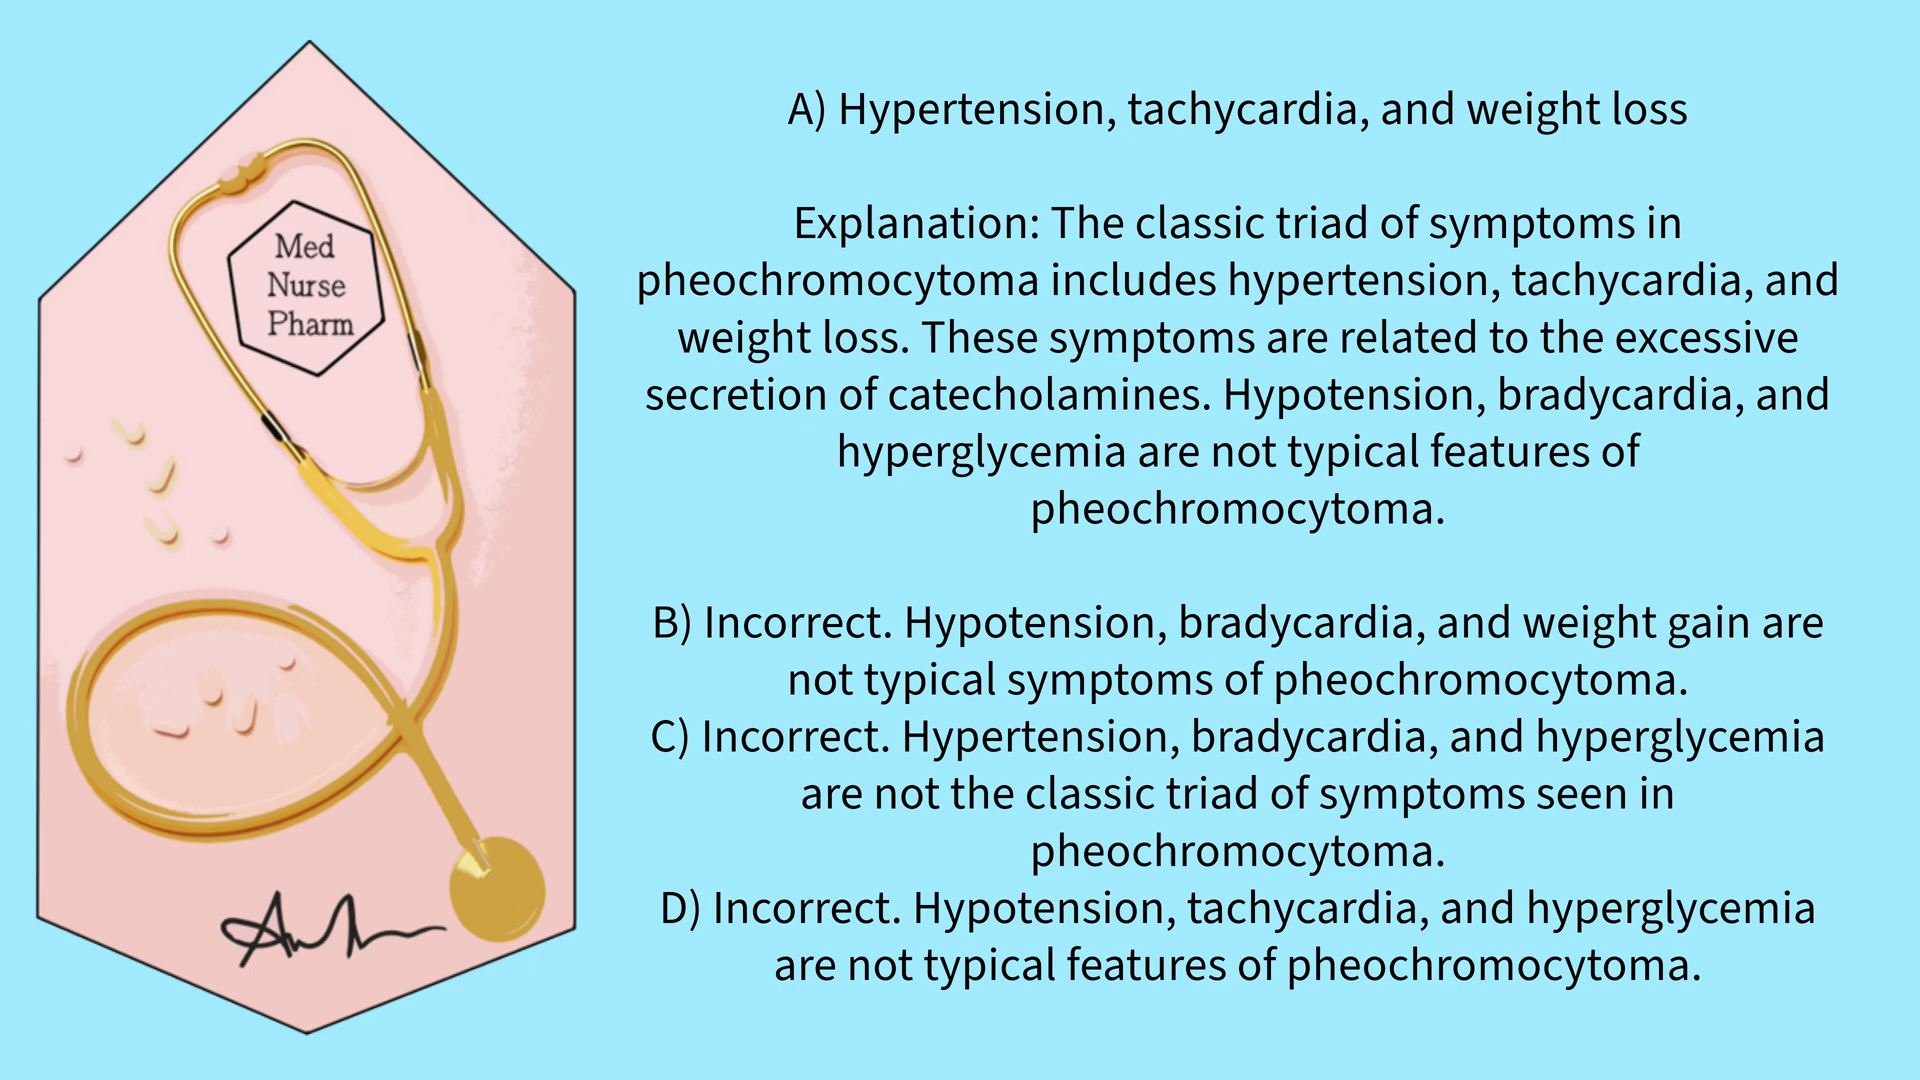 Med
Nurse
Pharm
A) Hypertension, tachycardia, and weight loss
Explanation: The classic triad of symptoms in
pheochromocytoma includes hypertension, tachycardia, and
weight loss. These symptoms are related to the excessive
secretion of catecholamines. Hypotension, bradycardia, and
hyperglycemia are not typical features of
pheochromocytoma.
B) Incorrect. Hypotension, bradycardia, and weight gain are
not typical symptoms of pheochromocytoma.
C) Incorrect. Hypertension, bradycardia, and hyperglycemia
are not the classic triad of symptoms seen in
pheochromocytoma.
D) Incorrect. Hypotension, tachycardia, and hyperglycemia
are not typical features of pheochromocytoma.